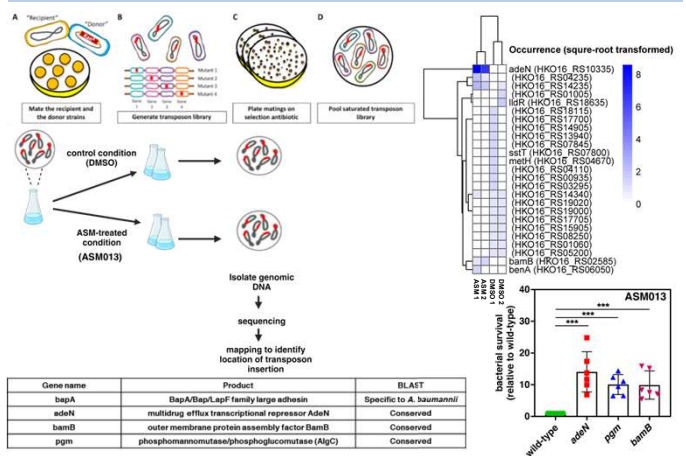 A
B
C
D
"Recipient"
"Donor"
Mutant 1
Mutant 2
Mutant 3
Mutant 4
Gene 1
Gene 2
Gene 3
Gene 4
Mate the recipient and
the donor strains
Generate transposon library
Plate matings on
selection antibiotic
Pool saturated transposon
library
control condition
(DMSO)
ASM-treated
condition
(ASM013)
Isolate genomic
DNA
sequencing
mapping to identify
location of transposon
insertion
Gene name Product BLAST
bapA BapA/Bap/LapF family large adhesin Specific to A. baumannii
adeN multidrug efflux transcriptional repressor AdeN Conserved
bamB outer membrane protein assembly factor BamB Conserved
pgm phosphomannomutase/phosphoglucomutase (AlgC) Conserved
Occurrence (squre-root transformed)
adeN (HKO16_RS10335)
(HKO16_RS04235)
(HKO16_RS14235)
(HKO16_RS01005)
lldR (HKO16_RS18635)
(HKO16_RS18115)
(HKO16_RS17700)
(HKO16_RS14905)
(HKO16_RS13940)
(HKO16_RS07845)
sstT (HKO16_RS07800)
metH (HKO16_RS04670)
(HKO16_RS04110)
(HKO16_RS00935)
(HKO16_RS03295)
(HKO16_RS14340)
(HKO16_RS19020)
(HKO16_RS19000)
(HKO16_RS17705)
(HKO16_RS15905)
(HKO16_RS08250)
(HKO16_RS01060)
(HKO16_RS05200)
bamB (HKO16_RS02585)
benA (HKO16_RS06050)
8
6
4
2
0
ASM 1
ASM 2
DMSO 1
DMSO 2
ASM013
bacterial survival
(relative to wild-type)
40
30
20
10
0
***
***
***
wild-type
adeN
pgm
bamB